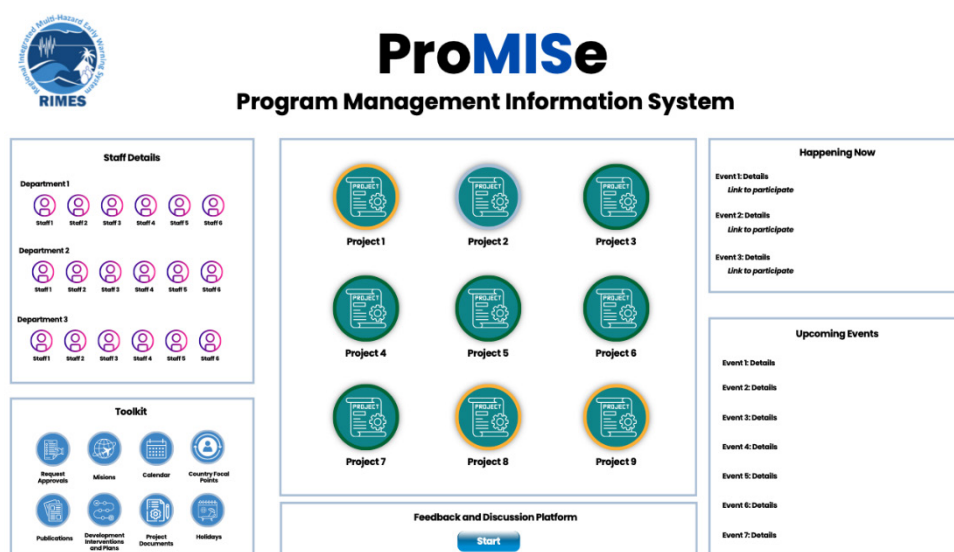 Regional Integrated Multi-Hazard Early Warning System
RIMES
ProMISe
Program Management Information System
Staff Details
Department 1
Staff 1 Staff 2 Staff 3 Staff 4 Staff 5 Staff 6
Department 2
Staff 1 Staff 2 Staff 3 Staff 4 Staff 5 Staff 6
Department 3
Staff 1 Staff 2 Staff 3 Staff 4 Staff 5 Staff 6
Toolkit
Request Approvals
Misions
Calendar
Country Focal Points
Publications
Development Interventions and Plans
Project Documents
Holidays
PROJECT
Project 1
PROJECT
Project 2
PROJECT
Project 3
PROJECT
Project 4
PROJECT
Project 5
PROJECT
Project 6
PROJECT
Project 7
PROJECT
Project 8
PROJECT
Project 9
Feedback and Discussion Platform
Start
Happening Now
Event 1: Details
Link to participate
Event 2: Details
Link to participate
Event 3: Details
Link to participate
Upcoming Events
Event 1: Details
Event 2: Details
Event 3: Details
Event 4: Details
Event 5: Details
Event 6: Details
Event 7: Details